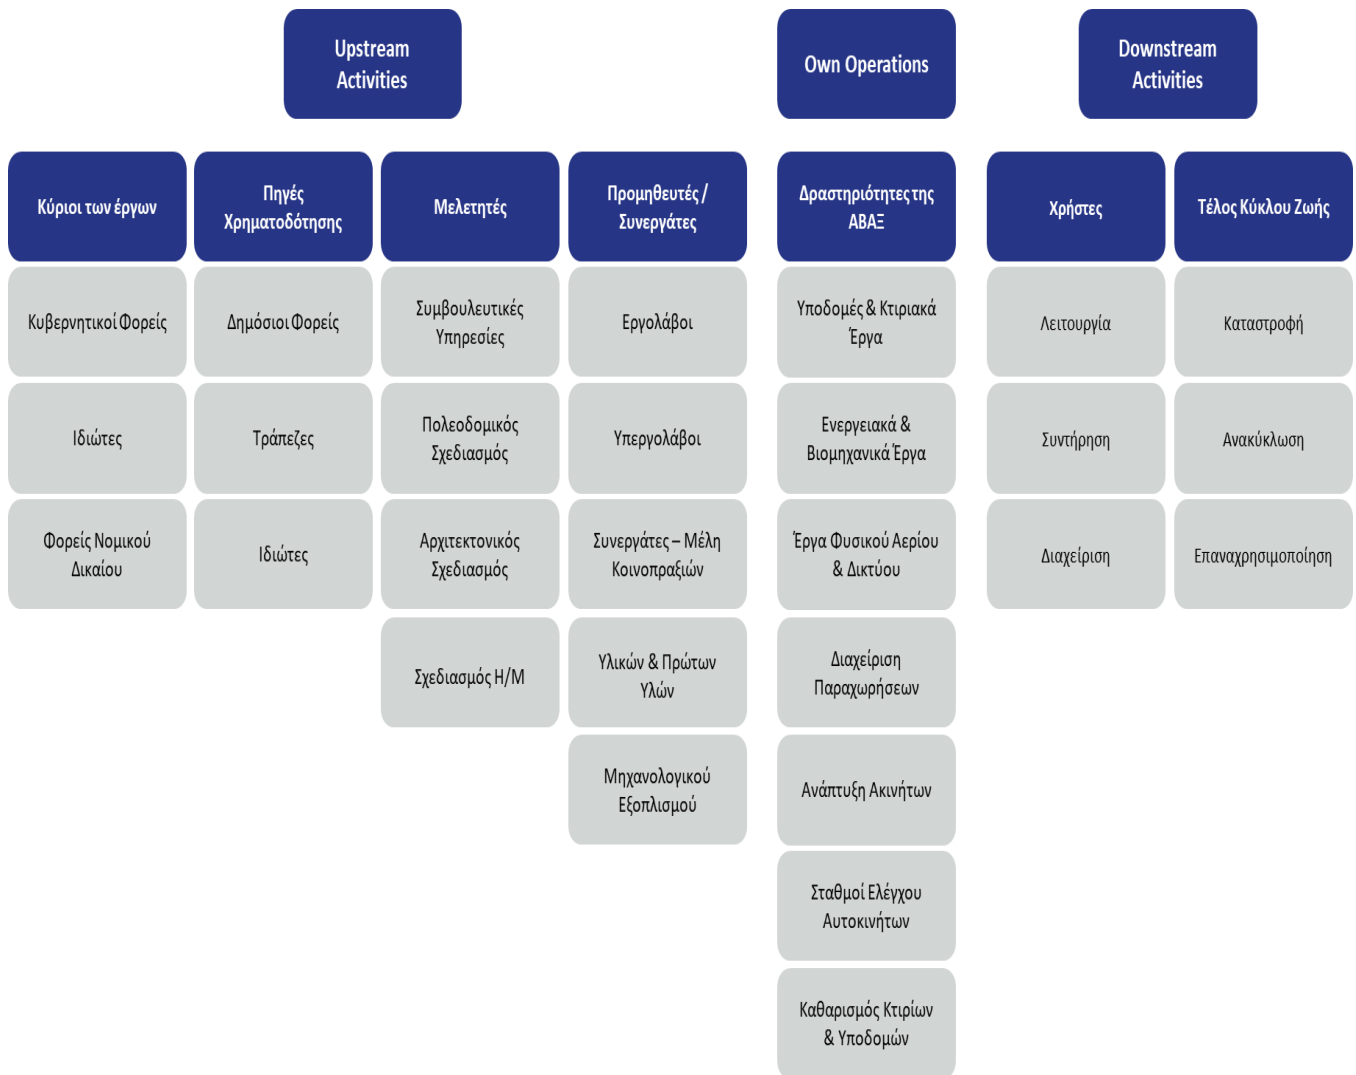 Upstream
Activities
Own Operations
Downstream
Activities
Κύριοι των έργων
Πηγές
Χρηματοδότησης
Μελετητές
Προμηθευτές /
Συνεργάτες
Δραστηριότητες της
ΑΒΑΞ
Χρήστες
Τέλος Κύκλου Ζωής
Κυβερνητικοί Φορείς
Δημόσιοι Φορείς
Συμβουλευτικές
Υπηρεσίες
Εργολάβοι
Υποδομές & Κτιριακά
Έργα
Λειτουργία
Καταστροφή
Ιδιώτες
Τράπεζες
Πολεοδομικός
Σχεδιασμός
Υπεργολάβοι
Ενεργειακά &
Βιομηχανικά Έργα
Συντήρηση
Ανακύκλωση
Φορείς Νομικού
Δικαίου
Ιδιώτες
Αρχιτεκτονικός
Σχεδιασμός
Συνεργάτες – Μέλη
Κοινοπραξιών
Έργα Φυσικού Αερίου
& Δικτύου
Διαχείριση
Επαναχρησιμοποίηση
Σχεδιασμός Η/Μ
Υλικών & Πρώτων
Υλών
Διαχείριση
Παραχωρήσεων
Μηχανολογικού
Εξοπλισμού
Ανάπτυξη Ακινήτων
Σταθμοί Ελέγχου
Αυτοκινήτων
Καθαρισμός Κτιρίων
& Υποδομών